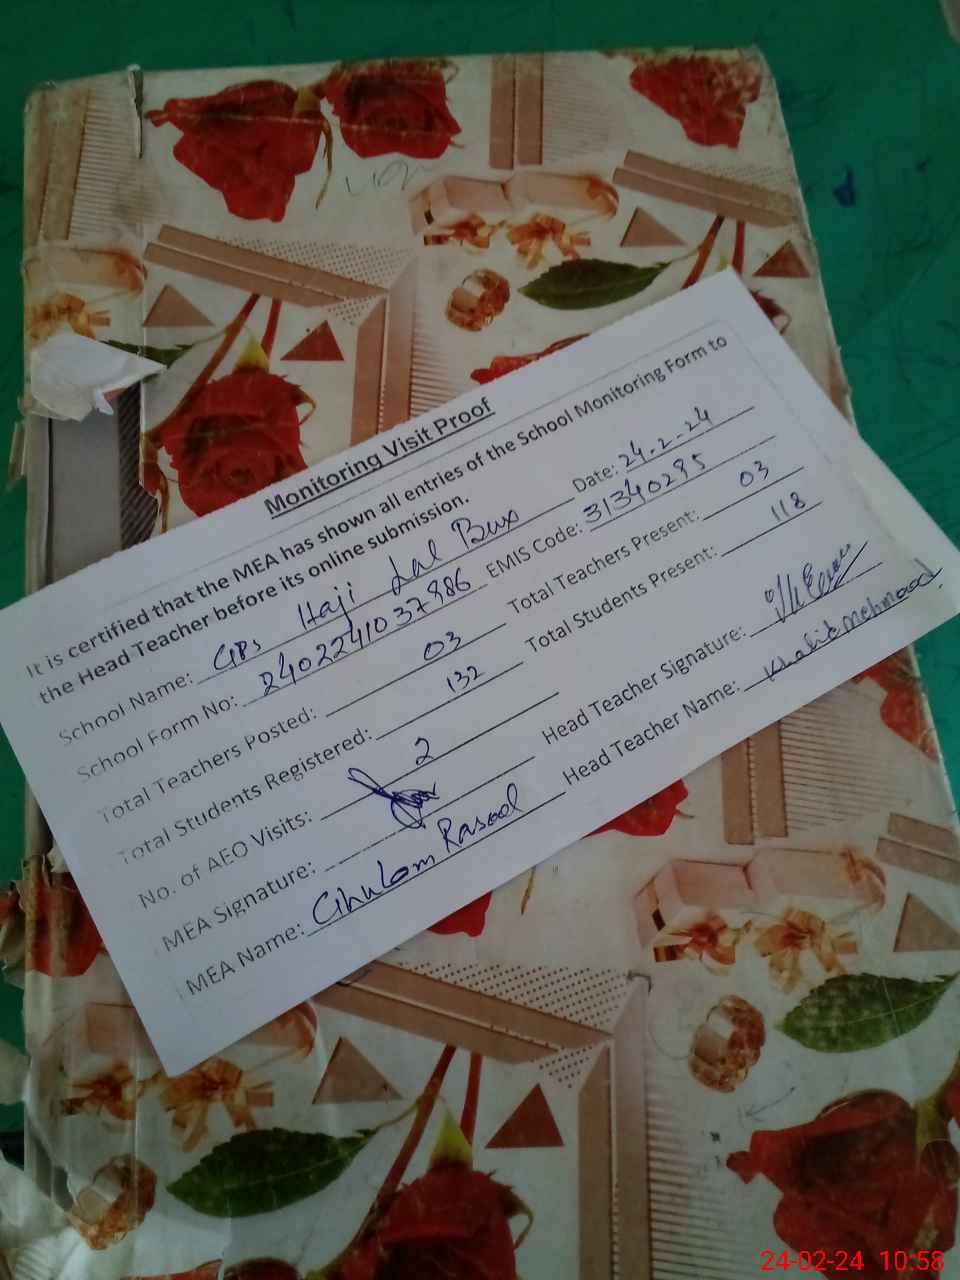 Monitoring Visit Proof
It is certified that the MEA has shown all entries of the School Monitoring Form to
the Head Teacher before its online submission.
School Name: GPS Haji Lal Bux Date: 24-2-24
School Form No: 24022410 37986 EMIS Code: 31340295
Total Teachers Posted: 03 Total Teachers Present: 03
Total Students Registered: 132 Total Students Present: 118
No. of AEO Visits: 2
MEA Signature: Head Teacher Signature:
MEA Name: Ghulam Rasool Head Teacher Name: Khalid Mehmood
24-02-24 10:58